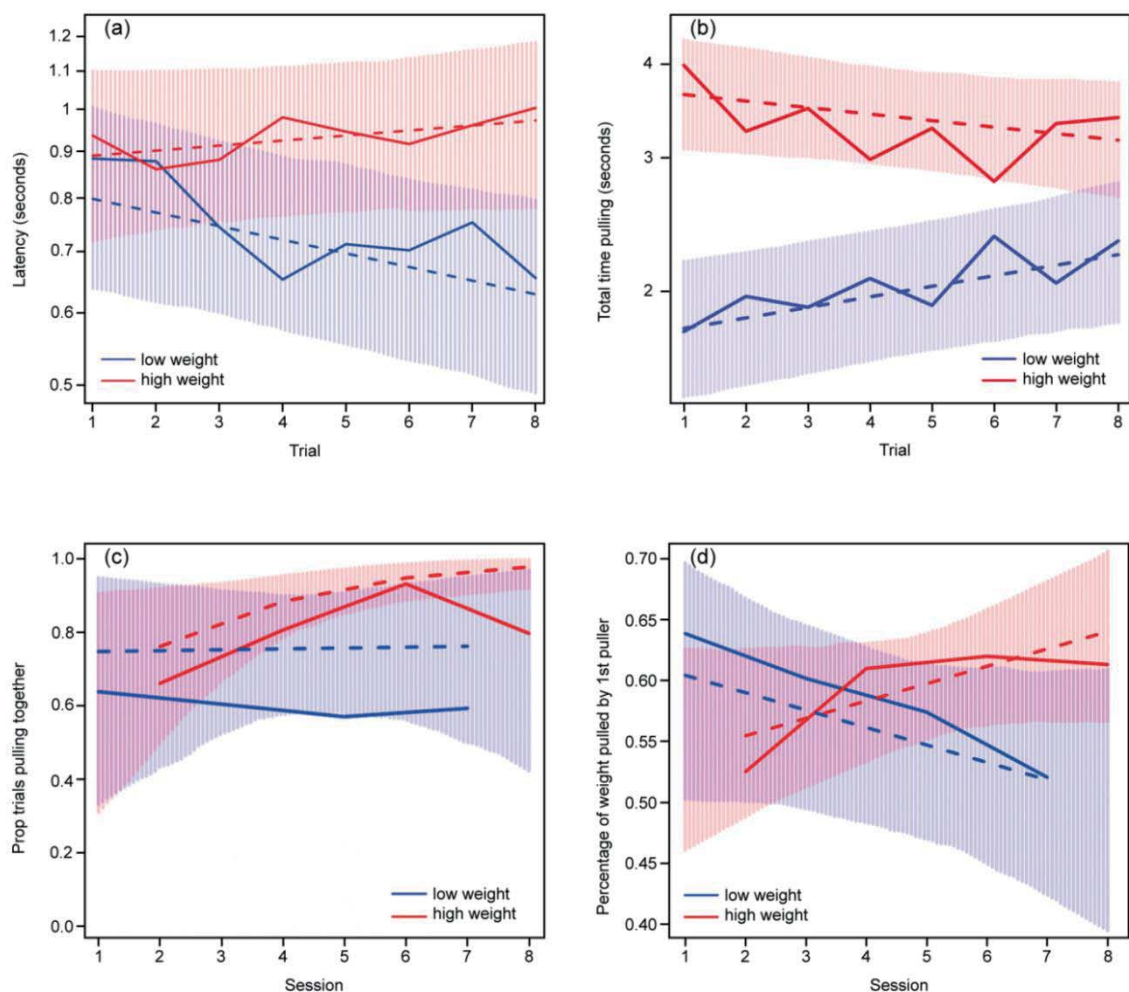 (a)
1.2
1.1
1
0.9
0.8
0.7
0.6
0.5
Latency (seconds)
low weight
high weight
1 2 3 4 5 6 7 8
Trial
(b)
4
3
2
Total time pulling (seconds)
low weight
high weight
1 2 3 4 5 6 7 8
Trial
(c)
1.0
0.8
0.6
0.4
0.2
0.0
Prop trials pulling together
low weight
high weight
1 2 3 4 5 6 7 8
Session
(d)
0.70
0.65
0.60
0.55
0.50
0.45
0.40
Percentage of weight pulled by 1st puller
low weight
high weight
1 2 3 4 5 6 7 8
Session